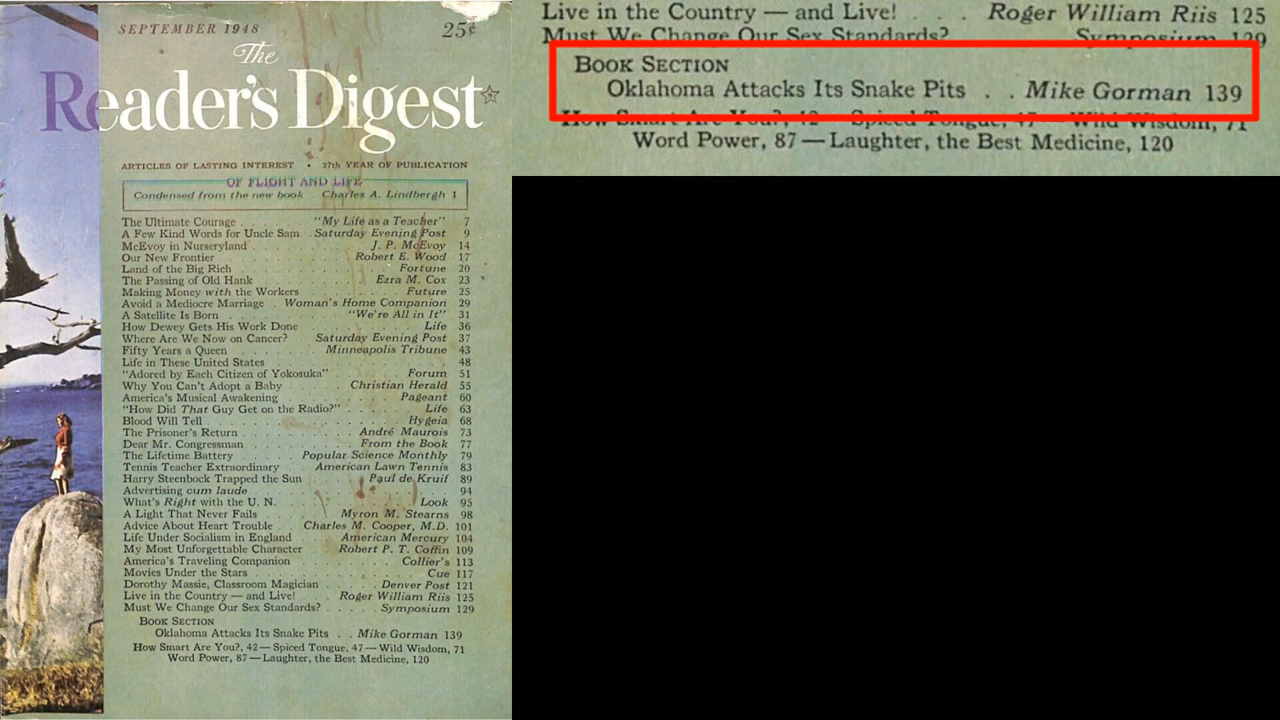 SEPTEMBER 1948 25¢
The
Reader's Digest
ARTICLES OF LASTING INTEREST • 27th YEAR OF PUBLICATION
OF FLIGHT AND LIFE
Condensed from the new book . Charles A. Lindbergh 1
The Ultimate Courage . . . . . "My Life as a Teacher" 7
A Few Kind Words for Uncle Sam . Saturday Evening Post 9
McEvoy in Nurseryland . . . . . J. P. McEvoy 14
Our New Frontier . . . . . Robert E. Wood 17
Land of the Big Rich . . . . . Fortune 20
The Passing of Old Hank . . . . . Ezra M. Cox 23
Making Money with the Workers . . . . . Future 25
Avoid a Mediocre Marriage . Woman's Home Companion 29
A Satellite Is Born . . . . . "We're All in It" 31
How Dewey Gets His Work Done . . . . . Life 36
Where Are We Now on Cancer? . Saturday Evening Post 37
Fifty Years a Queen . . . . . Minneapolis Tribune 43
Life in These United States . . . . . 48
"Adored by Each Citizen of Yokosuka" . . Forum 51
Why You Can't Adopt a Baby . . . Christian Herald 55
America's Musical Awakening . . . . . Pageant 60
"How Did That Guy Get on the Radio?" . . . . . Life 63
Blood Will Tell . . . . . Hygeia 68
The Prisoner's Return . . . . . André Maurois 73
Dear Mr. Congressman . . . . . From the Book 77
The Lifetime Battery . . . Popular Science Monthly 79
Tennis Teacher Extraordinary . . American Lawn Tennis 83
Harry Steenbock Trapped the Sun . . . Paul de Kruif 89
Advertising cum laude . . . . . 94
What's Right with the U. N. . . . . . Look 95
A Light That Never Fails . . . . . Myron M. Stearns 98
Advice About Heart Trouble . . Charles M. Cooper, M.D. 101
Life Under Socialism in England . . American Mercury 104
My Most Unforgettable Character . Robert P. T. Coffin 109
America's Traveling Companion . . . . . Collier's 113
Movies Under the Stars . . . . . Cue 117
Dorothy Massie, Classroom Magician . . . Denver Post 121
Live in the Country — and Live! . . . Roger William Riis 125
Must We Change Our Sex Standards? . . . . . Symposium 129
BOOK SECTION
Oklahoma Attacks Its Snake Pits . . Mike Gorman 139
How Smart Are You?, 42 — Spiced Tongue, 47 — Wild Wisdom, 71
Word Power, 87 — Laughter, the Best Medicine, 120
Live in the Country — and Live! . . . Roger William Riis 125
Must We Change Our Sex Standards? Symposium 129
BOOK SECTION
Oklahoma Attacks Its Snake Pits . . Mike Gorman 139
How Smart Are You?, 42 — Spiced Tongue, 47 — Wild Wisdom, 71
Word Power, 87 — Laughter, the Best Medicine, 120